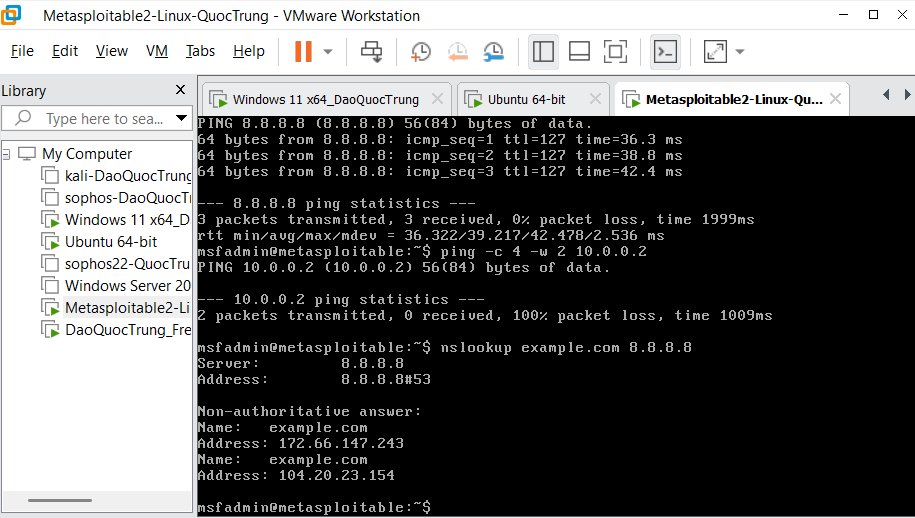 Metasploitable2-Linux-QuocTrung - VMware Workstation
File Edit View VM Tabs Help
Library
Type here to sea...
My Computer
kali-DaoQuocTrung
sophos-DaoQuocT
Windows 11 x64_D
Ubuntu 64-bit
sophos22-QuocTru
Windows Server 20
Metasploitable2-Li
DaoQuocTrung_Fre
Windows 11 x64_DaoQuocTrung Ubuntu 64-bit Metasploitable2-Linux-Qu...
PING 8.8.8.8 (8.8.8.8) 56(84) bytes of data.
64 bytes from 8.8.8.8: icmp_seq=1 ttl=127 time=36.3 ms
64 bytes from 8.8.8.8: icmp_seq=2 ttl=127 time=38.8 ms
64 bytes from 8.8.8.8: icmp_seq=3 ttl=127 time=42.4 ms
--- 8.8.8.8 ping statistics ---
3 packets transmitted, 3 received, 0% packet loss, time 1999ms
rtt min/avg/max/mdev = 36.322/39.217/42.478/2.536 ms
msfadmin@metasploitable:~$ ping -c 4 -w 2 10.0.0.2
PING 10.0.0.2 (10.0.0.2) 56(84) bytes of data.
--- 10.0.0.2 ping statistics ---
2 packets transmitted, 0 received, 100% packet loss, time 1009ms
msfadmin@metasploitable:~$ nslookup example.com 8.8.8.8
Server: 8.8.8.8
Address: 8.8.8.8#53
Non-authoritative answer:
Name: example.com
Address: 172.66.147.243
Name: example.com
Address: 104.20.23.154
msfadmin@metasploitable:~$